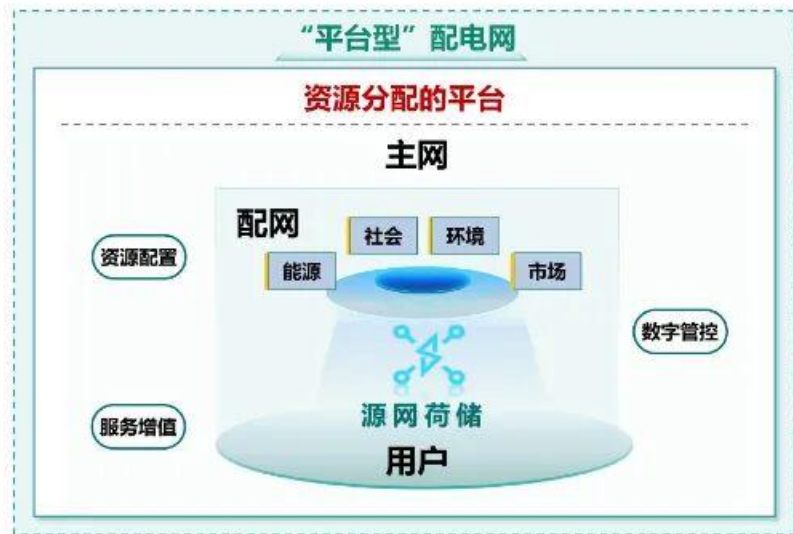 “平台型”配电网
资源分配的平台
主网
配网
社会
环境
能源
市场
资源配置
数字管控
源网荷储
服务增值
用户